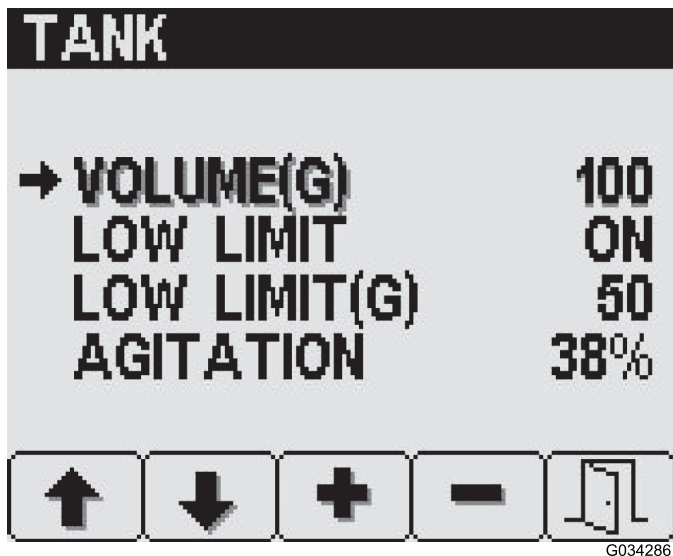 TANK
VOLUME(G) 100
LOW LIMIT ON
LOW LIMIT(G) 50
AGITATION 38%
G034286